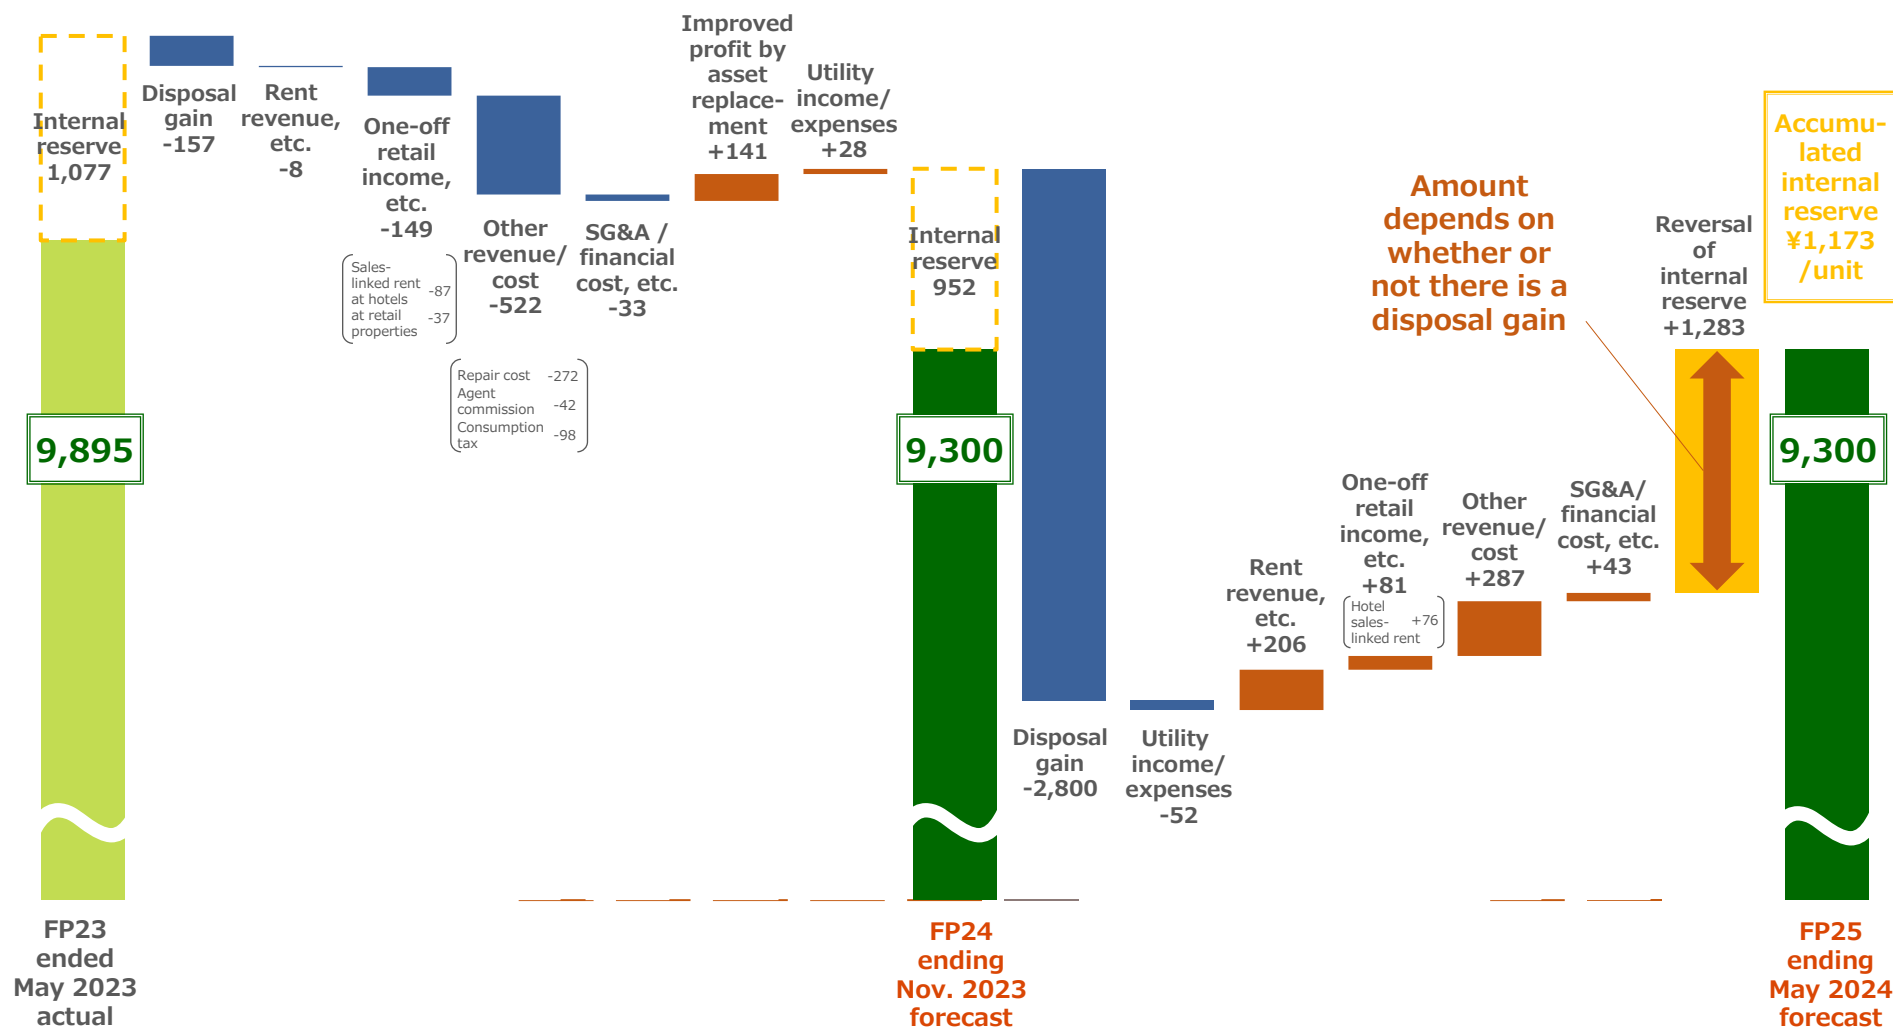 Internal
reserve
1,077
9,895
FP23
ended
May 2023
actual
Disposal
gain
-157
Rent
revenue,
etc.
-8
One-off
retail
income,
etc.
-149
Sales-
linked rent
at hotels -87
at retail
properties -37
Other
revenue/
cost
-522
Repair cost -272
Agent
commission -42
Consumption
tax -98
SG&A /
financial
cost, etc.
-33
Improved
profit by
asset
replace-
ment
+141
Utility
income/
expenses
+28
Internal
reserve
952
9,300
FP24
ending
Nov. 2023
forecast
Disposal
gain
-2,800
Utility
income/
expenses
-52
Rent
revenue,
etc.
+206
One-off
retail
income,
etc.
+81
Hotel
sales- +76
linked rent
Other
revenue/
cost
+287
SG&A/
financial
cost, etc.
+43
Amount
depends on
whether or
not there is a
disposal gain
Reversal
of
internal
reserve
+1,283
Accumu-
lated
internal
reserve
¥1,173
/unit
9,300
FP25
ending
May 2024
forecast